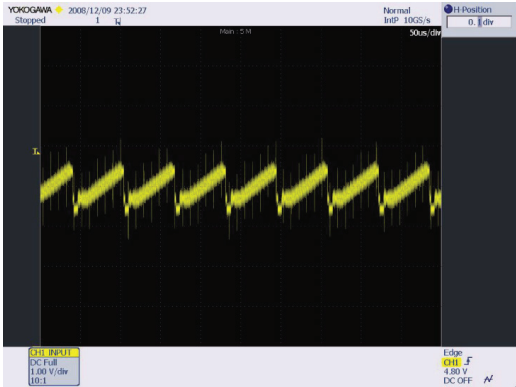 YOKOGAWA 2008/12/09 23:52:27
Stopped 1
Normal
IntP 10GS/s
H-Position
0. 1div
Main : 5 M
50us/div
T
CH1 INPUT
DC Full
1.00 V/div
10:1
Edge
CH1
4.80 V
DC OFF